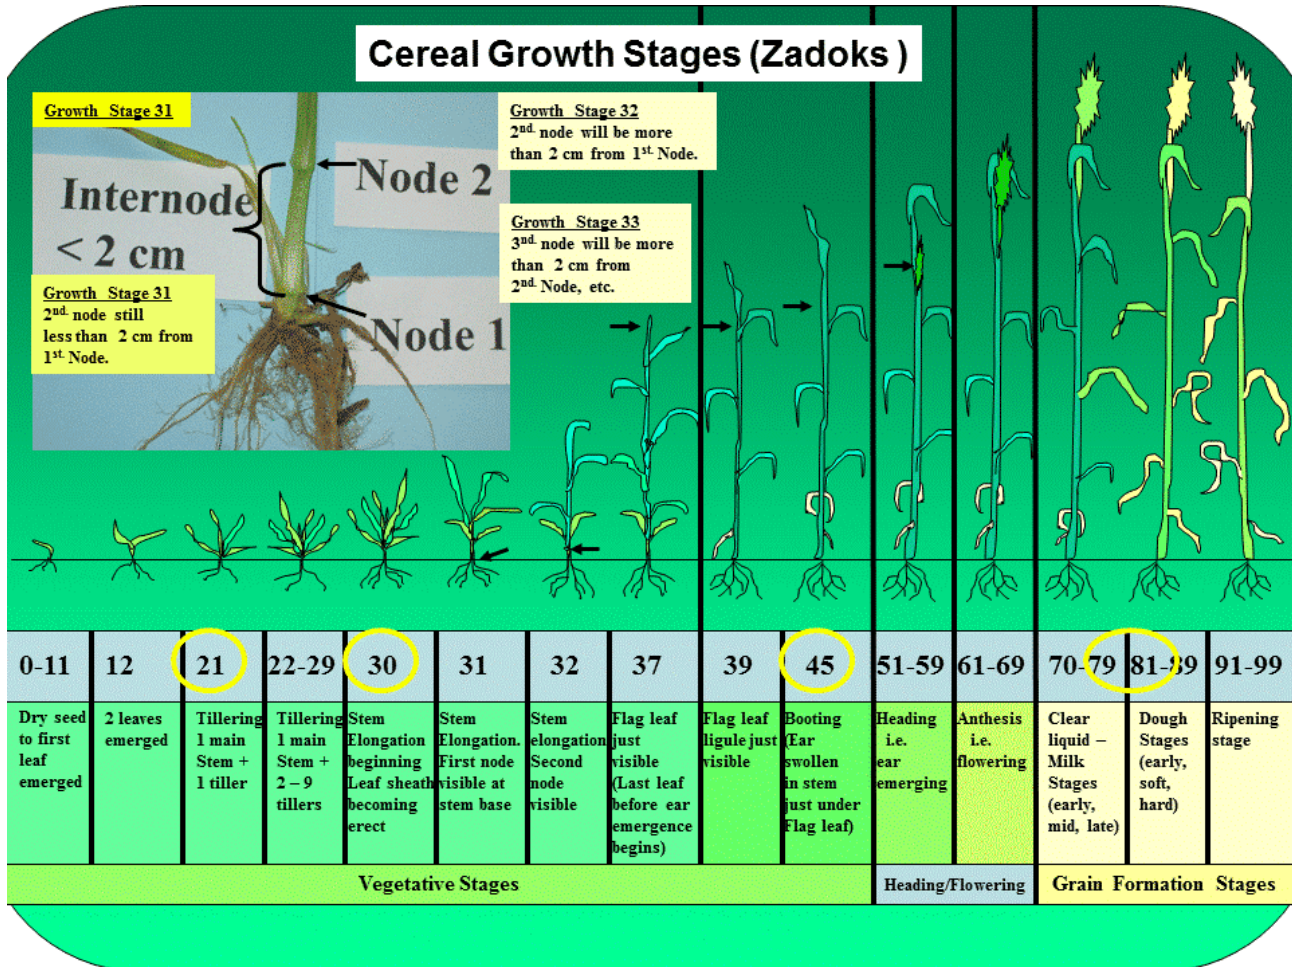 Cereal Growth Stages (Zadoks )
Growth Stage 31
Internode
< 2 cm
Node 2
Node 1
Growth Stage 31
2nd. node still
less than 2 cm from
1st. Node.
Growth Stage 32
2nd. node will be more
than 2 cm from 1st. Node.
Growth Stage 33
3nd. node will be more
than 2 cm from
2nd. Node, etc.
0-11
12
21
22-29
30
31
32
37
39
45
51-59
61-69
70-79
81-89
91-99
Dry seed
to first
leaf
emerged
2 leaves
emerged
Tillering
1 main
Stem +
1 tiller
Tillering
1 main
Stem +
2 – 9
tillers
Stem
Elongation
beginning
Leaf sheath
becoming
erect
Stem
Elongation.
First node
visible at
stem base
Stem
elongation
Second
node
visible
Flag leaf
just
visible
(Last leaf
before ear
emergence
begins)
Flag leaf
ligule just
visible
Booting
(Ear
swollen
in stem
just under
Flag leaf)
Heading
i.e.
ear
emerging
Anthesis
i.e.
flowering
Clear
liquid –
Milk
Stages
(early,
mid, late)
Dough
Stages
(early,
soft,
hard)
Ripening
stage
Vegetative Stages
Heading/Flowering
Grain Formation Stages